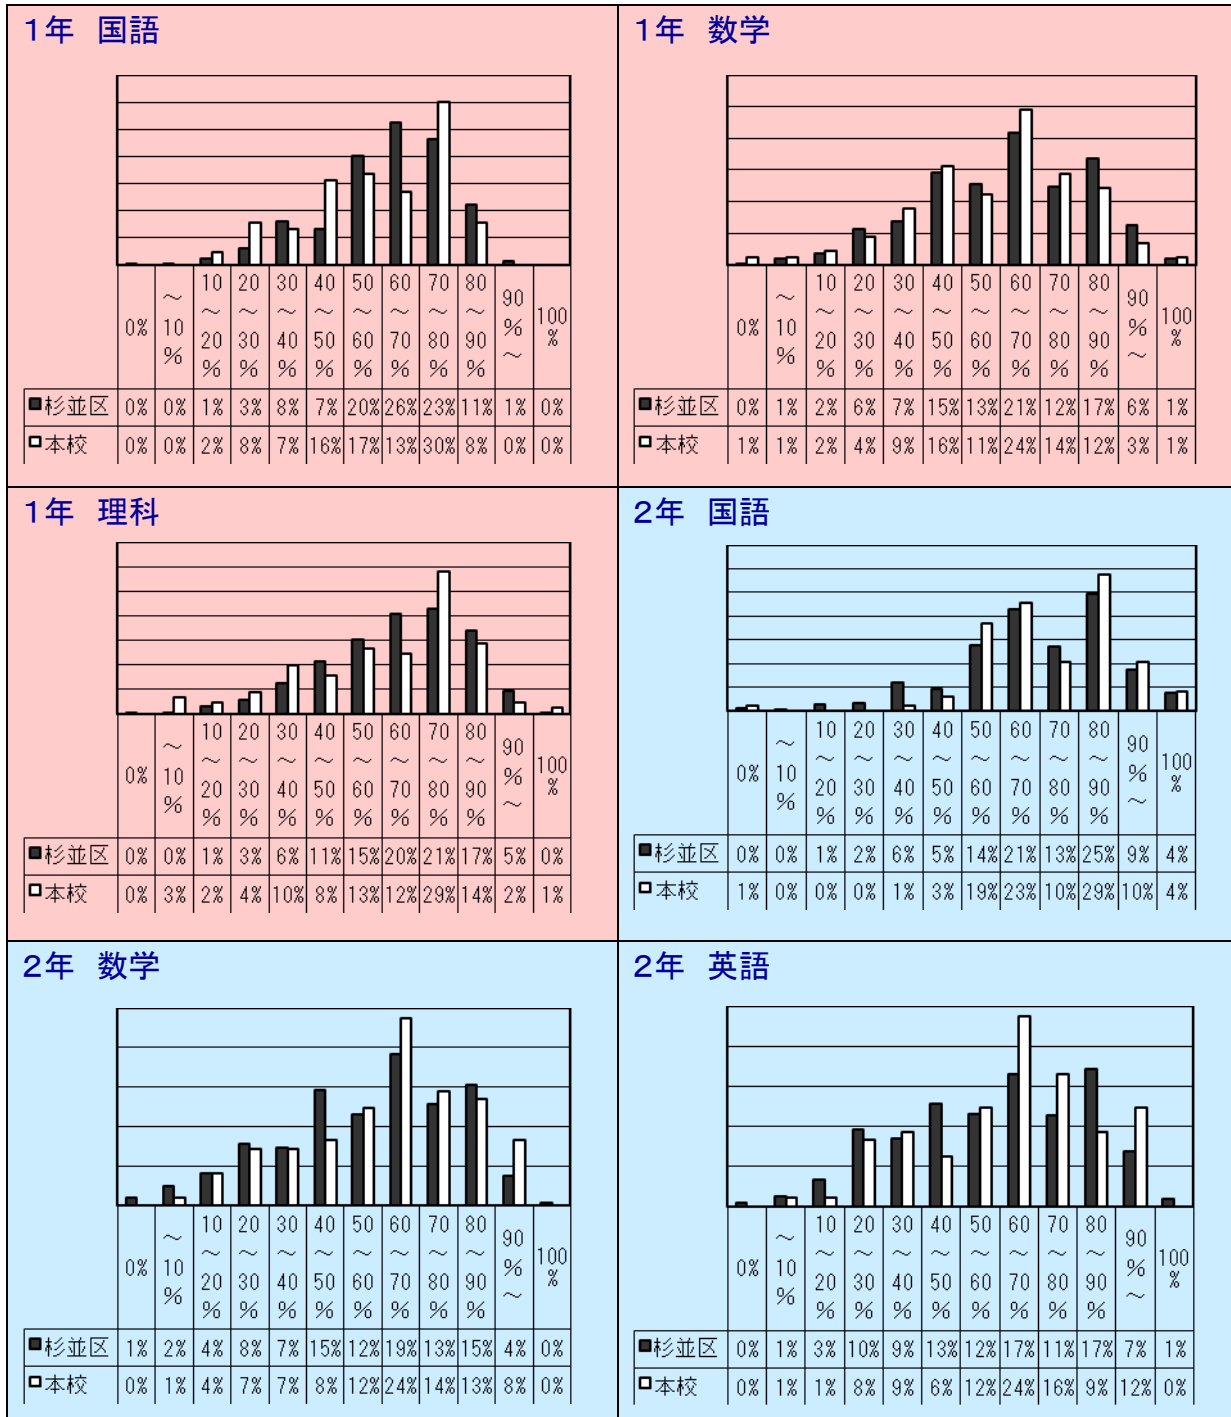 1年 国語
0% ～10% 10～20% 20～30% 30～40% 40～50% 50～60% 60～70% 70～80% 80～90% 90%～ 100%
■杉並区 0% 0% 1% 3% 8% 7% 20% 26% 23% 11% 1% 0%
□本校 0% 0% 2% 8% 7% 16% 17% 13% 30% 8% 0% 0%
1年 数学
0% ～10% 10～20% 20～30% 30～40% 40～50% 50～60% 60～70% 70～80% 80～90% 90%～ 100%
■杉並区 0% 1% 2% 6% 7% 15% 13% 21% 12% 17% 6% 1%
□本校 1% 1% 2% 4% 9% 16% 11% 24% 14% 12% 3% 1%
1年 理科
0% ～10% 10～20% 20～30% 30～40% 40～50% 50～60% 60～70% 70～80% 80～90% 90%～ 100%
■杉並区 0% 0% 1% 3% 6% 11% 15% 20% 21% 17% 5% 0%
□本校 0% 3% 2% 4% 10% 8% 13% 12% 29% 14% 2% 1%
2年 国語
0% ～10% 10～20% 20～30% 30～40% 40～50% 50～60% 60～70% 70～80% 80～90% 90%～ 100%
■杉並区 0% 0% 1% 2% 6% 5% 14% 21% 13% 25% 9% 4%
□本校 1% 0% 0% 0% 1% 3% 19% 23% 10% 29% 10% 4%
2年 数学
0% ～10% 10～20% 20～30% 30～40% 40～50% 50～60% 60～70% 70～80% 80～90% 90%～ 100%
■杉並区 1% 2% 4% 8% 7% 15% 12% 19% 13% 15% 4% 0%
□本校 0% 1% 4% 7% 7% 8% 12% 24% 14% 13% 8% 0%
2年 英語
0% ～10% 10～20% 20～30% 30～40% 40～50% 50～60% 60～70% 70～80% 80～90% 90%～ 100%
■杉並区 0% 1% 3% 10% 9% 13% 12% 17% 11% 17% 7% 1%
□本校 0% 1% 1% 8% 9% 6% 12% 24% 16% 9% 12% 0%